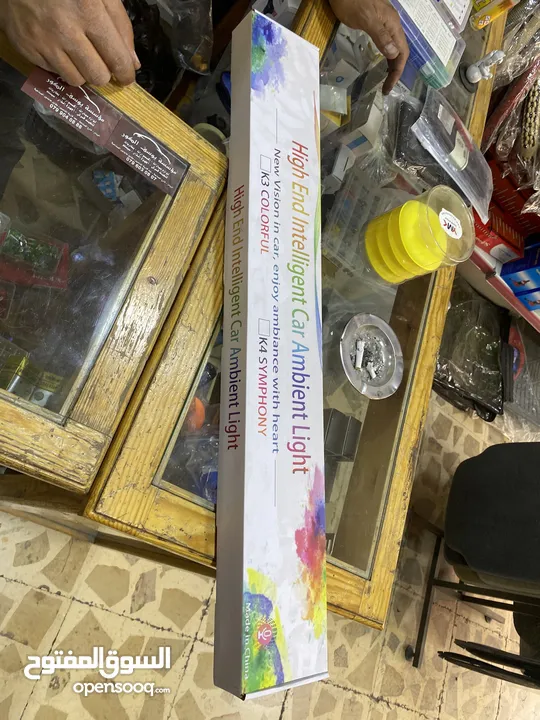 High End Intelligent Car Ambient Light
New Vision in car, enjoy ambiance with heart
K3 COLORFUL
K4 SYMPHONY
Made in China
High End Intelligent Car Ambient Light
السوق المفتوح
opensooq.com